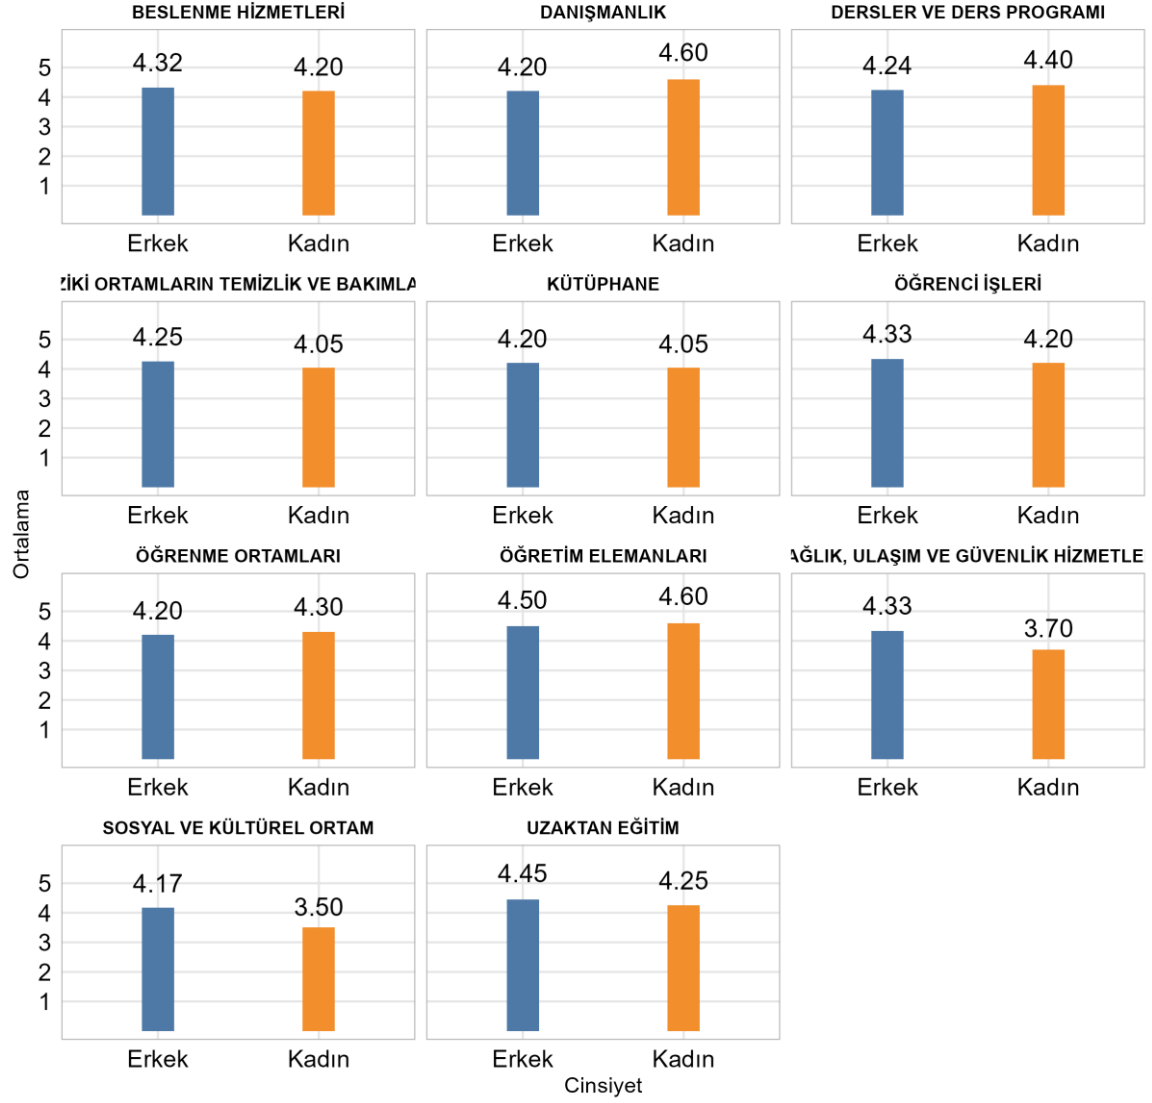 BESLENME HİZMETLERİ
DANIŞMANLIK
DERSLER VE DERS PROGRAMI
5
4
3
2
1
4.32
4.20
4.20
4.60
4.24
4.40
Erkek
Kadın
Erkek
Kadın
Erkek
Kadın
ZİKİ ORTAMLARIN TEMİZLİK VE BAKIMLA
KÜTÜPHANE
ÖĞRENCİ İŞLERİ
5
4
3
2
1
4.25
4.05
4.20
4.05
4.33
4.20
Erkek
Kadın
Erkek
Kadın
Erkek
Kadın
Ortalama
ÖĞRENME ORTAMLARI
ÖĞRETİM ELEMANLARI
AĞLIK, ULAŞIM VE GÜVENLİK HİZMETLE
5
4
3
2
1
4.20
4.30
4.50
4.60
4.33
3.70
Erkek
Kadın
Erkek
Kadın
Erkek
Kadın
SOSYAL VE KÜLTÜREL ORTAM
UZAKTAN EĞİTİM
5
4
3
2
1
4.17
3.50
4.45
4.25
Erkek
Kadın
Erkek
Kadın
Cinsiyet